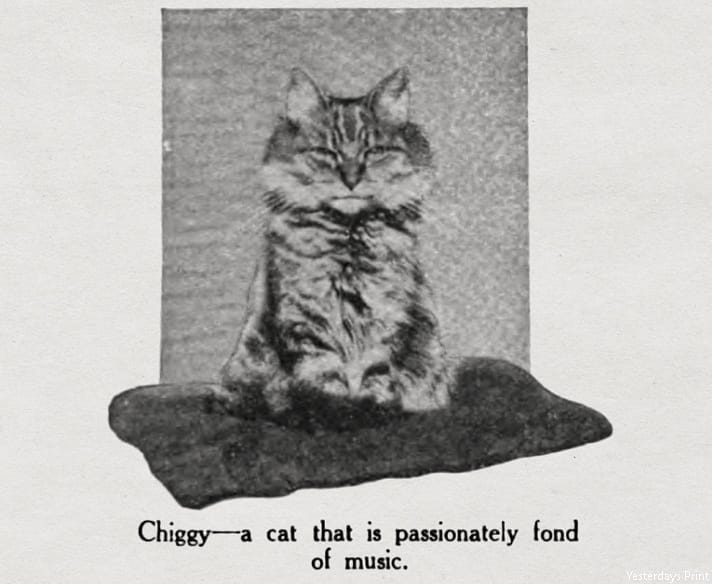 Chiggy—a cat that is passionately fond
of music.
Yesterdays Print